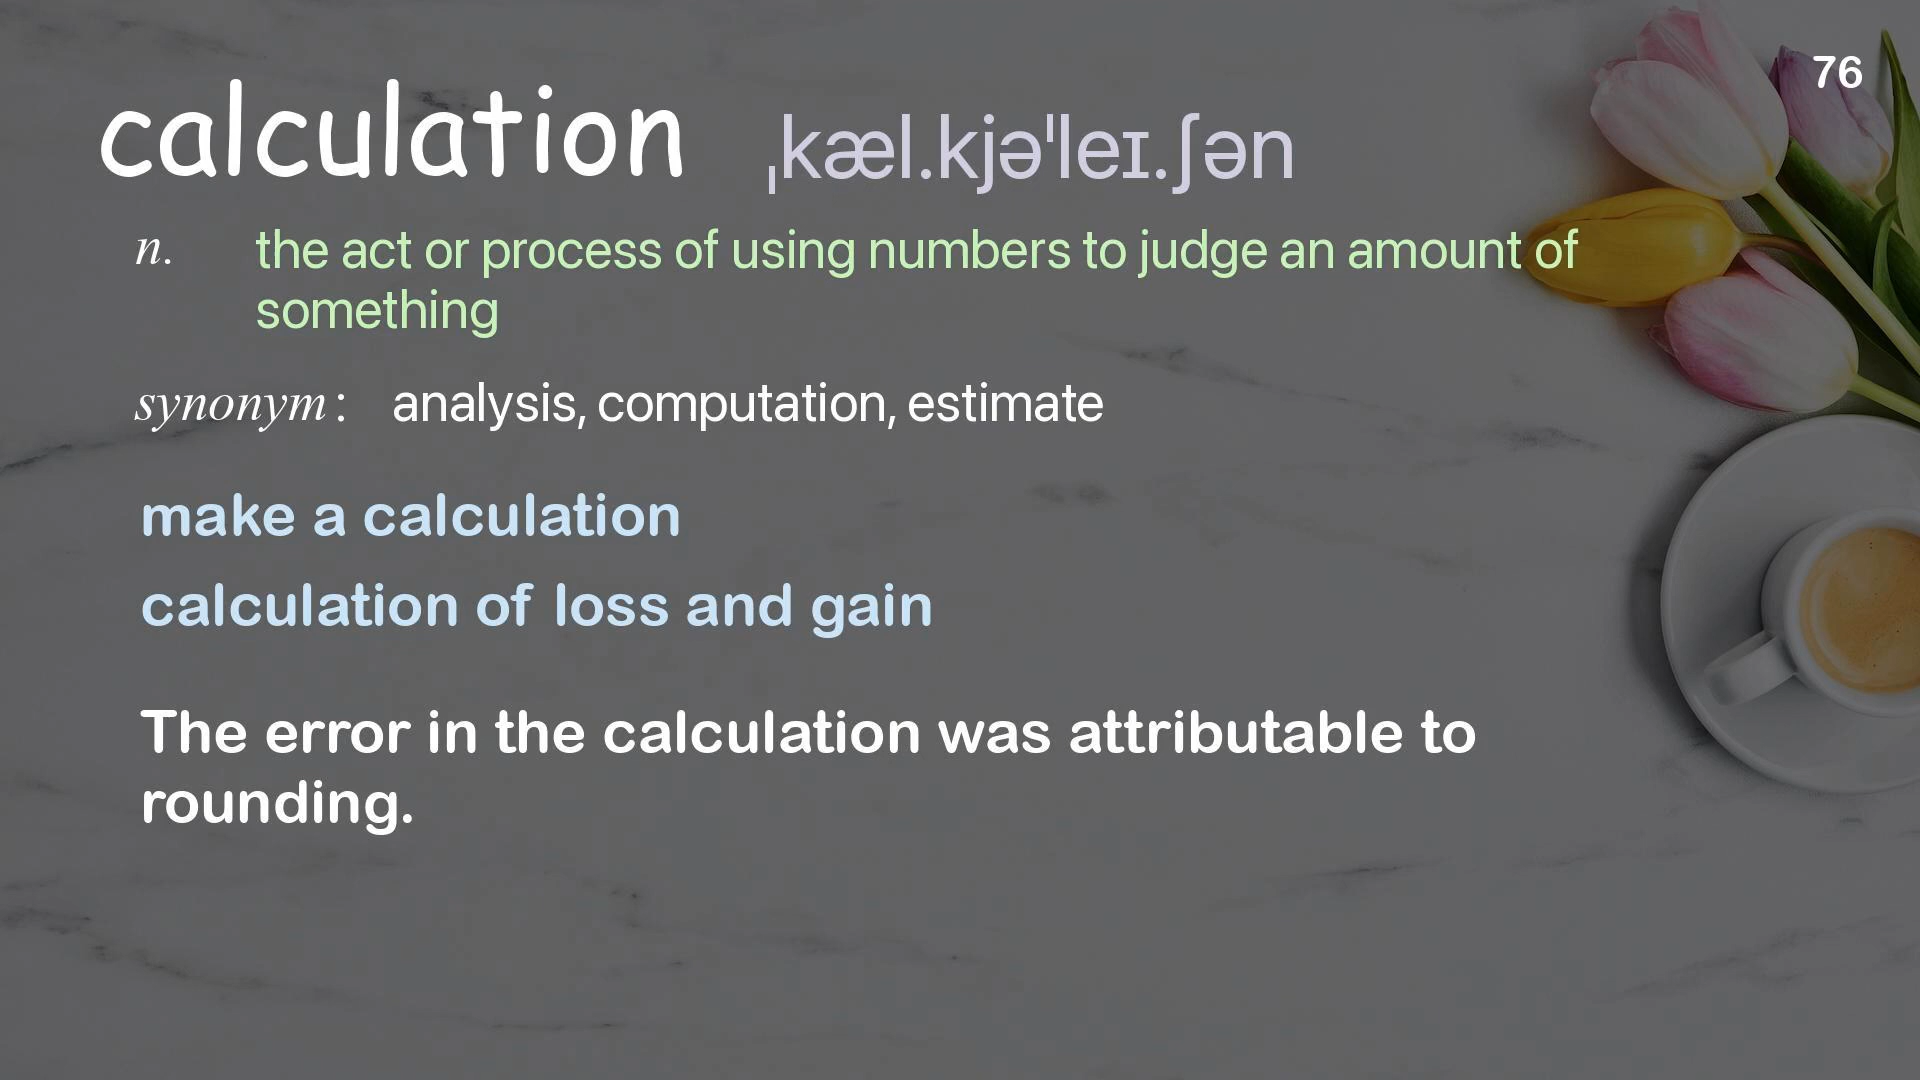 76
calculation ˌkæl.kjəˈleɪ.ʃən
n. the act or process of using numbers to judge an amount of
something
synonym: analysis, computation, estimate
make a calculation
calculation of loss and gain
The error in the calculation was attributable to
rounding.